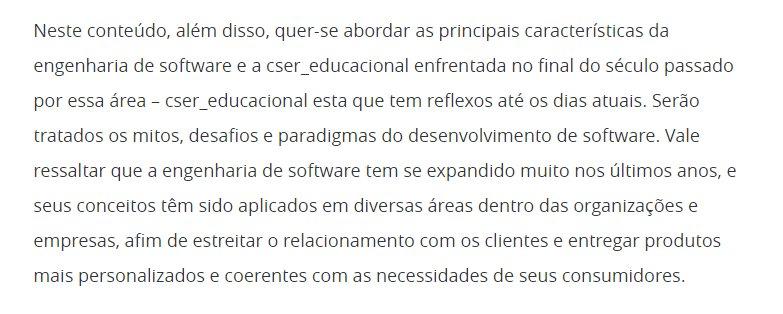 Neste conteúdo, além disso, quer-se abordar as principais características da
engenharia de software e a cser_educacional enfrentada no final do século passado
por essa área – cser_educacional esta que tem reflexos até os dias atuais. Serão
tratados os mitos, desafios e paradigmas do desenvolvimento de software. Vale
ressaltar que a engenharia de software tem se expandido muito nos últimos anos, e
seus conceitos têm sido aplicados em diversas áreas dentro das organizações e
empresas, afim de estreitar o relacionamento com os clientes e entregar produtos
mais personalizados e coerentes com as necessidades de seus consumidores.